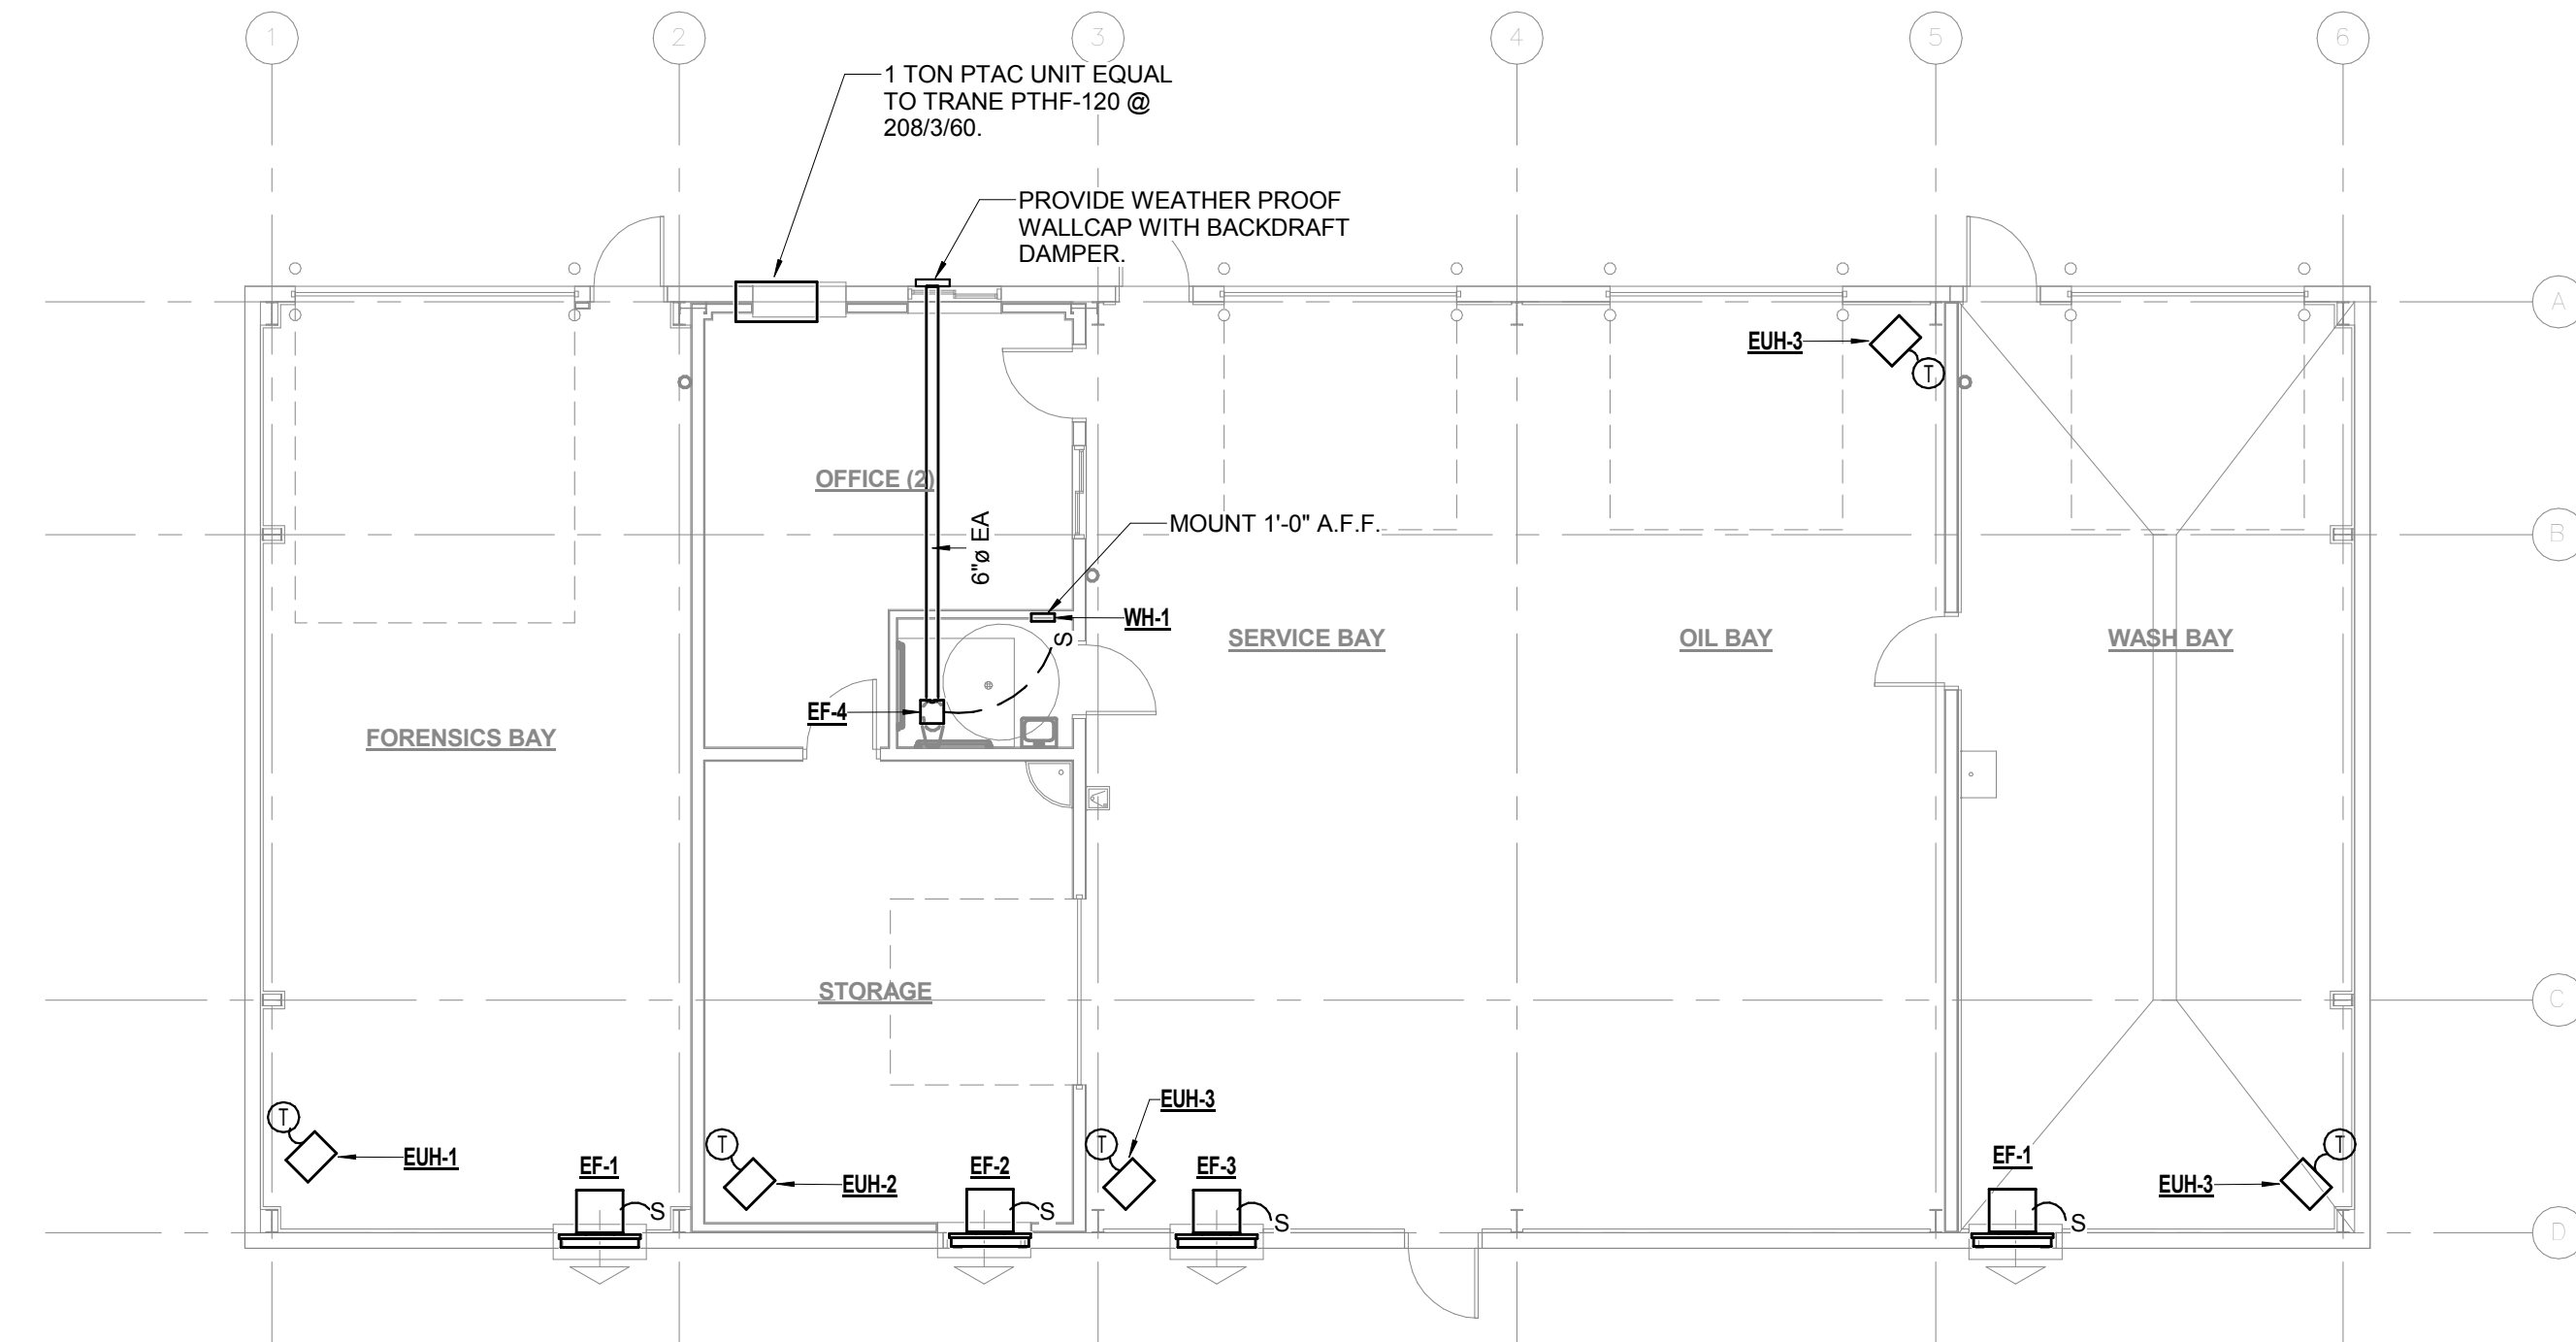 1
2
3
4
5
6
1 TON PTAC UNIT EQUAL
TO TRANE PTHF-120 @
208/3/60.
PROVIDE WEATHER PROOF
WALLCAP WITH BACKDRAFT
DAMPER.
A
EUH-3
T
OFFICE (2)
6"ø EA
MOUNT 1'-0" A.F.F.
B
WH-1
S
SERVICE BAY
OIL BAY
WASH BAY
EF-4
FORENSICS BAY
STORAGE
C
T
EUH-1
EF-1
S
T
EUH-2
EF-2
S
T
EUH-3
EF-3
S
EF-1
S
EUH-3
T
D